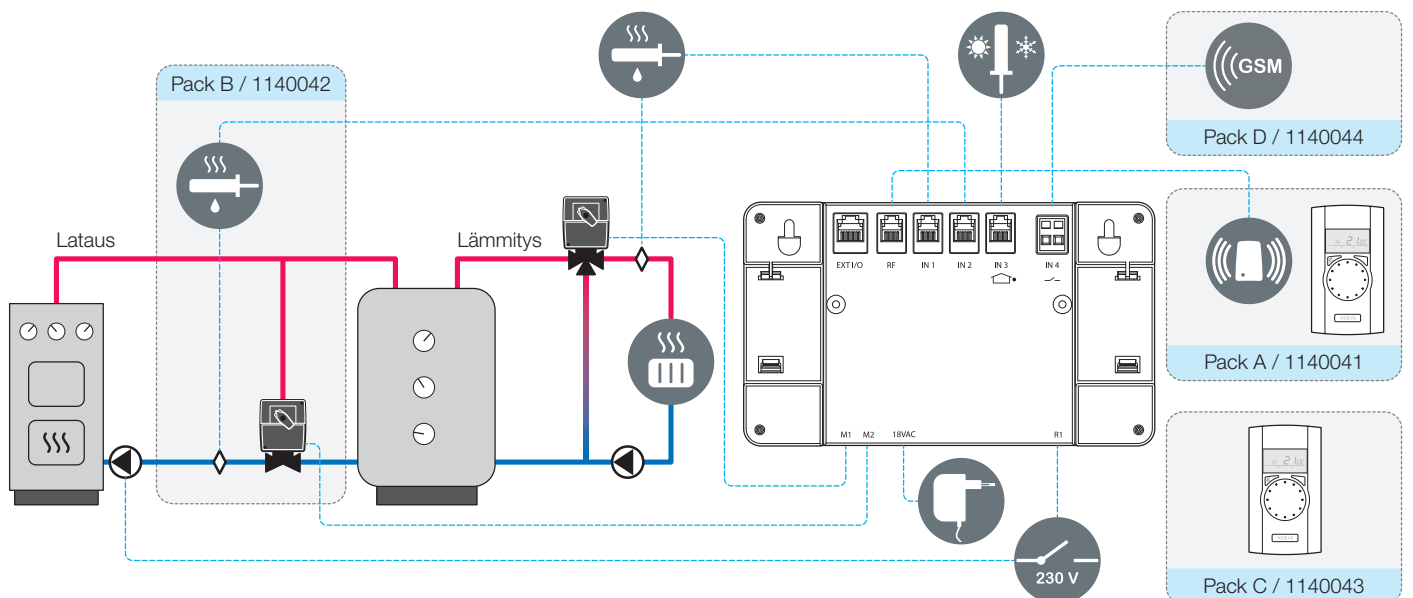 Pack B / 1140042
GSM
Pack D / 1140044
Lataus
Lämmitys
EXT I/O
RF
IN 1
IN 2
IN 3
IN 4
Pack A / 1140041
M1
M2
18VAC
R1
230 V
Pack C / 1140043